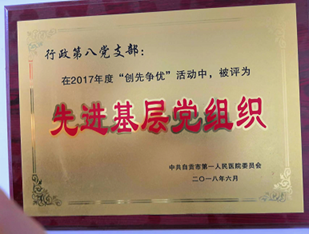 行政第八党支部：
在2017年度“创先争优”活动中，被评为
先进基层党组织
中共自贡市第一人民医院委员会
二〇一八年六月